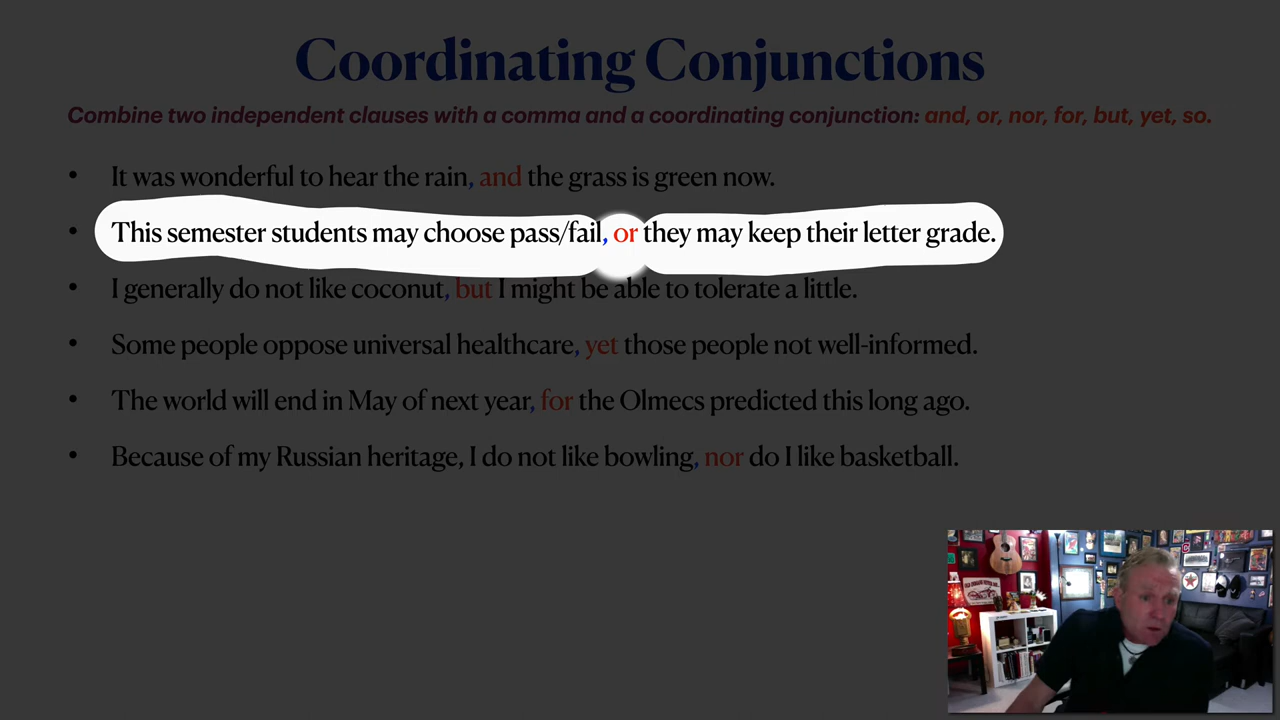 Coordinating Conjunctions
Combine two independent clauses with a comma and a coordinating conjunction: and, or, nor, for, but, yet, so.
• It was wonderful to hear the rain, and the grass is green now.
• This semester students may choose pass/fail, or they may keep their letter grade.
• I generally do not like coconut, but I might be able to tolerate a little.
• Some people oppose universal healthcare, yet those people not well-informed.
• The world will end in May of next year, for the Olmecs predicted this long ago.
• Because of my Russian heritage, I do not like bowling, nor do I like basketball.